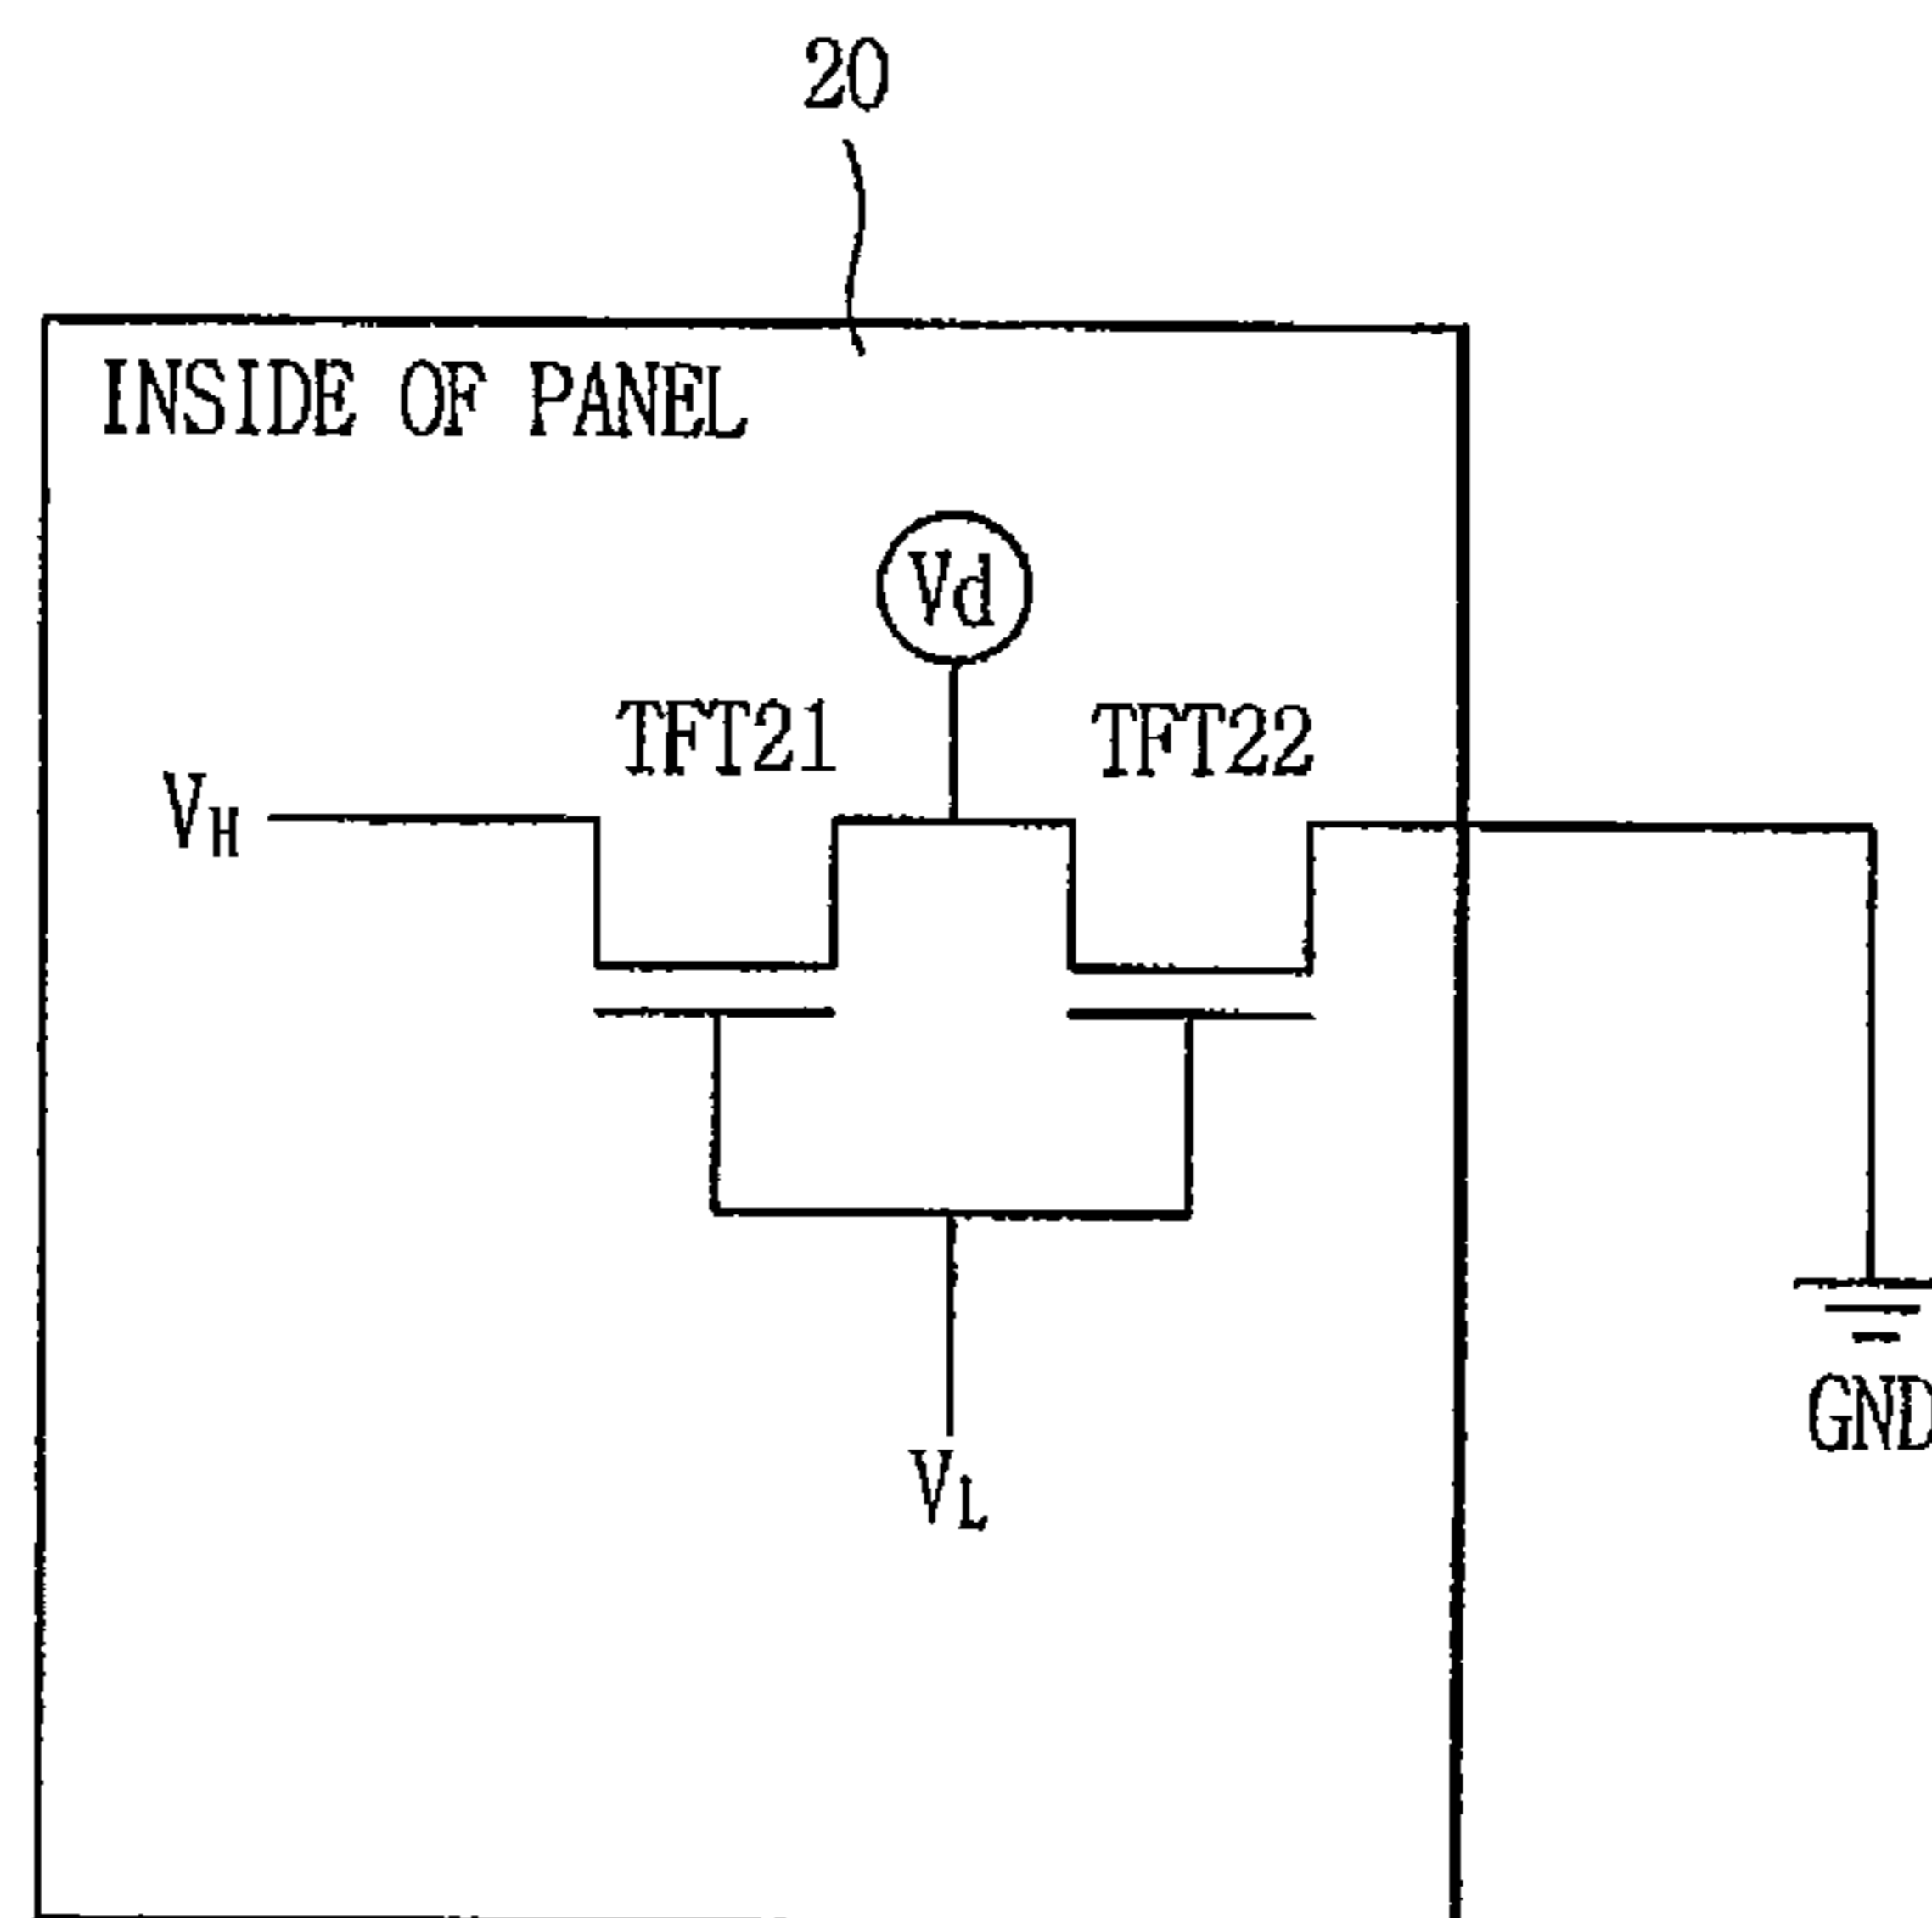 20
INSIDE OF PANEL
Vd
TFT21
TFT22
VH
VL
GND